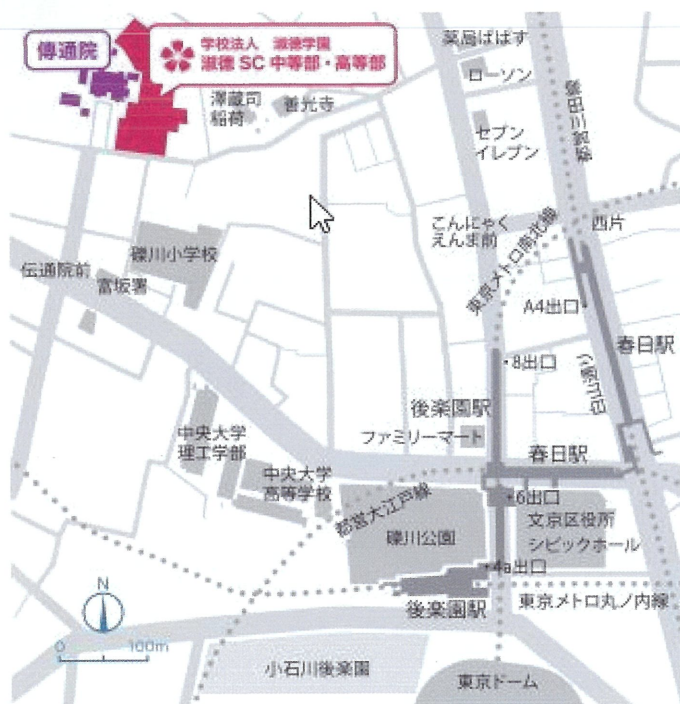 傳通院
学校法人 淑徳学園
淑徳 SC 中等部・高等部
薬局ぱぱす
ローソン
澤蔵司
稲荷
善光寺
都営三田線
セブン
イレブン
こんにゃく
えんま前
西片
東京メトロ南北線
礫川小学校
伝通院前
富坂署
A4出口
春日駅
8出口
白山通り
後楽園駅
ファミリーマート
春日駅
中央大学
理工学部
中央大学
高等学校
都営大江戸線
6出口
文京区役所
シビックホール
礫川公園
4a出口
N
後楽園駅
東京メトロ丸ノ内線
0 100m
小石川後楽園
東京ドーム